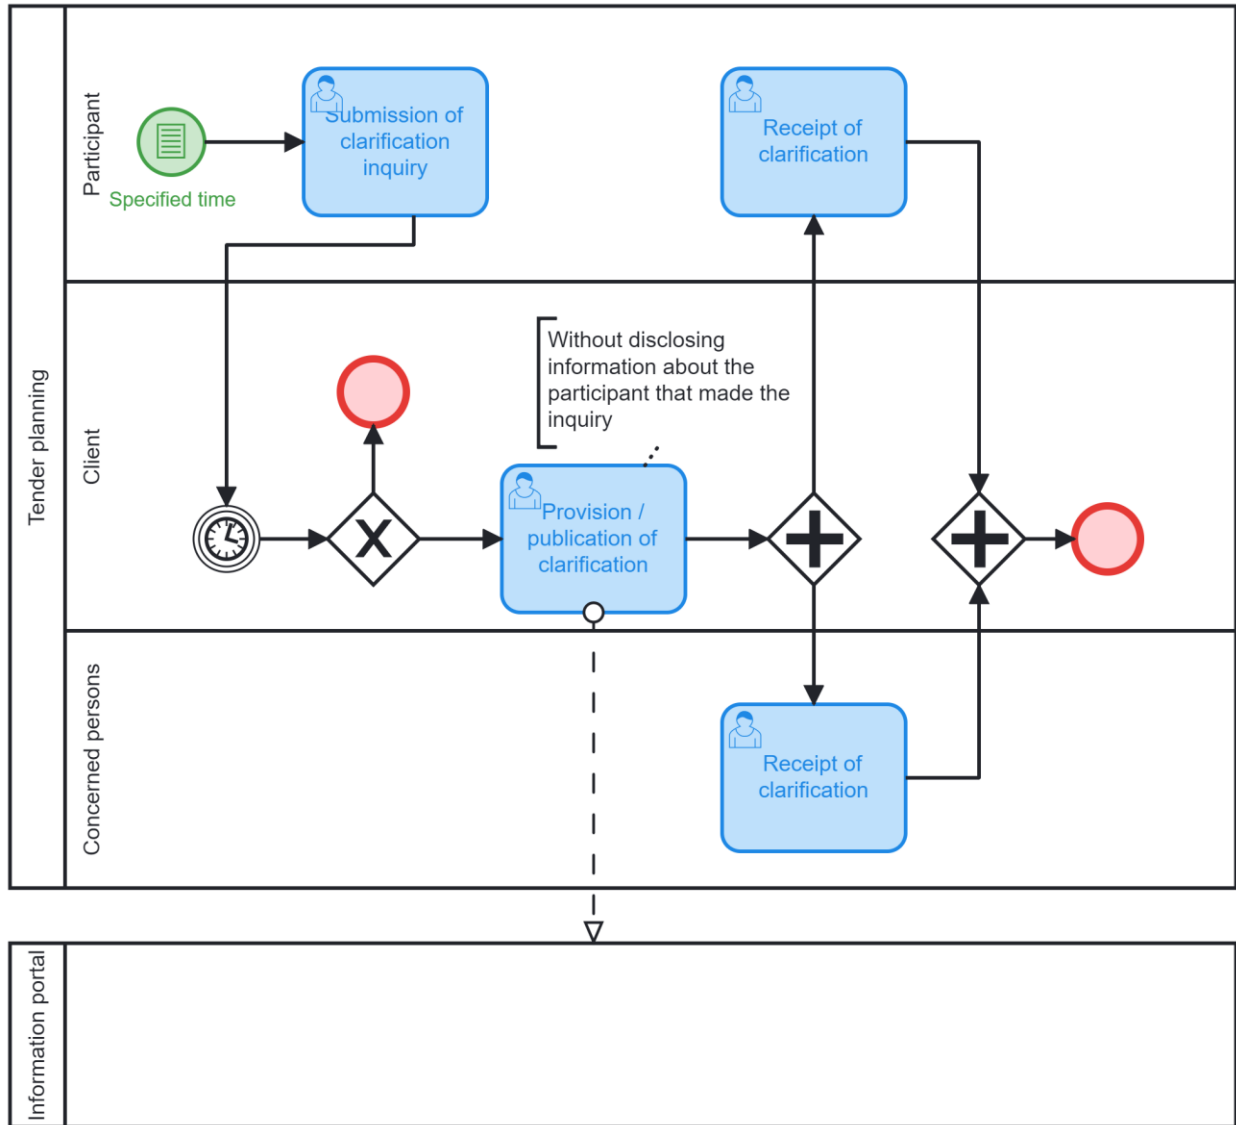 Tender planning
Participant
Specified time
Submission of
clarification
inquiry
Receipt of
clarification
Client
Without disclosing
information about the
participant that made the
inquiry
X
Provision /
publication of
clarification
Concerned persons
Receipt of
clarification
Information portal